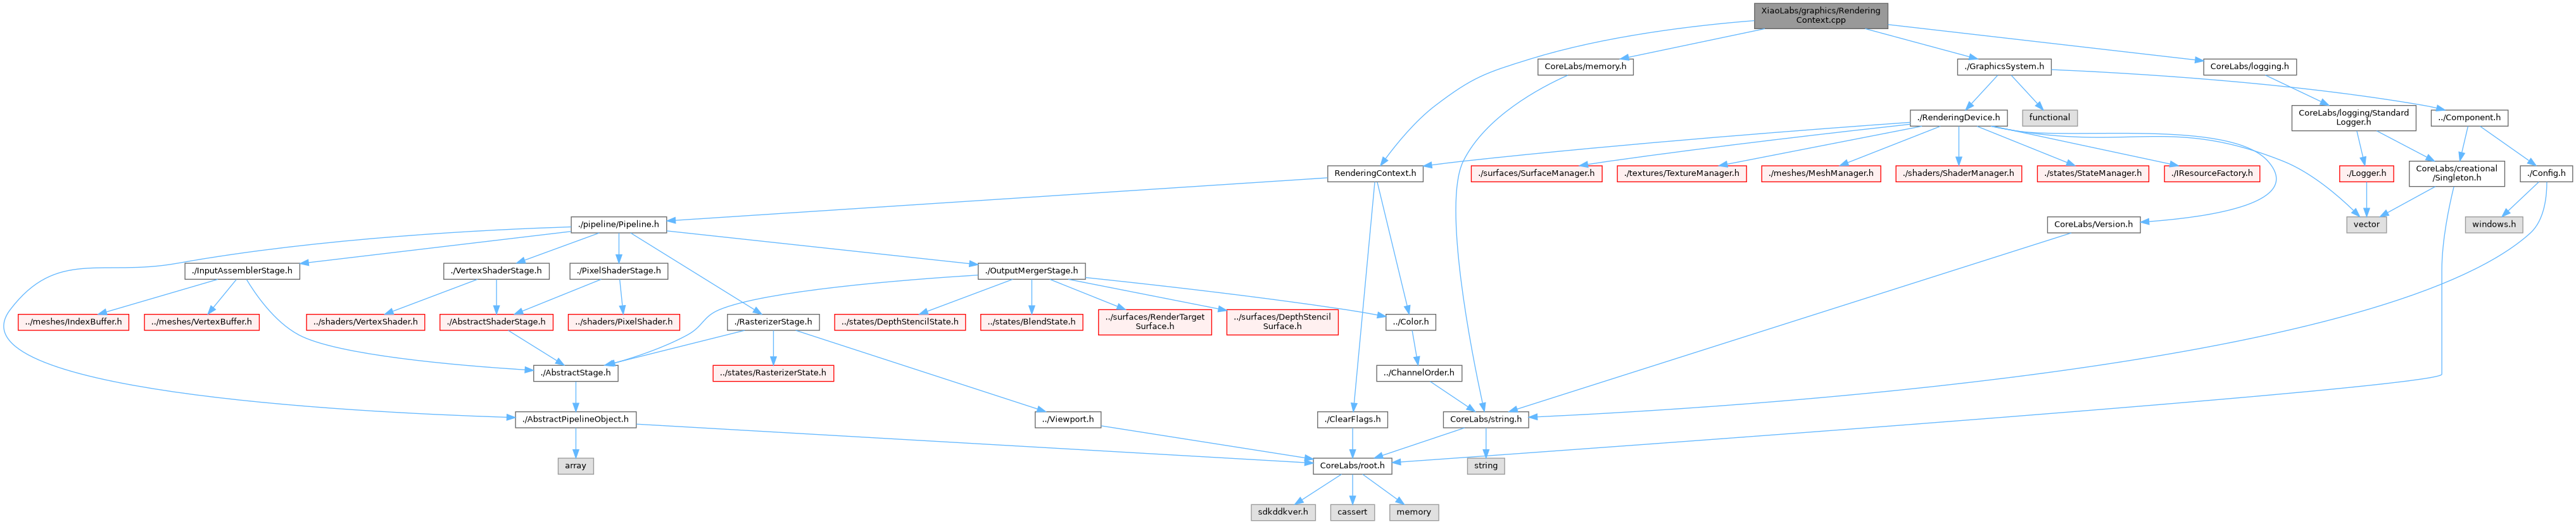 XiaoLabs/graphics/Rendering
Context.cpp
CoreLabs/memory.h
./GraphicsSystem.h
CoreLabs/logging.h
./RenderingDevice.h
functional
CoreLabs/logging/Standard
Logger.h
../Component.h
RenderingContext.h
./surfaces/SurfaceManager.h
./textures/TextureManager.h
./meshes/MeshManager.h
./shaders/ShaderManager.h
./states/StateManager.h
./IResourceFactory.h
./Logger.h
CoreLabs/creational
/Singleton.h
./Config.h
./pipeline/Pipeline.h
CoreLabs/Version.h
vector
windows.h
./InputAssemblerStage.h
./VertexShaderStage.h
./PixelShaderStage.h
./OutputMergerStage.h
../meshes/IndexBuffer.h
../meshes/VertexBuffer.h
../shaders/VertexShader.h
./AbstractShaderStage.h
../shaders/PixelShader.h
./RasterizerStage.h
../states/DepthStencilState.h
../states/BlendState.h
../surfaces/RenderTarget
Surface.h
../surfaces/DepthStencil
Surface.h
../Color.h
./AbstractStage.h
../states/RasterizerState.h
../ChannelOrder.h
./AbstractPipelineObject.h
../Viewport.h
./ClearFlags.h
CoreLabs/string.h
array
CoreLabs/root.h
string
sdkddkver.h
cassert
memory